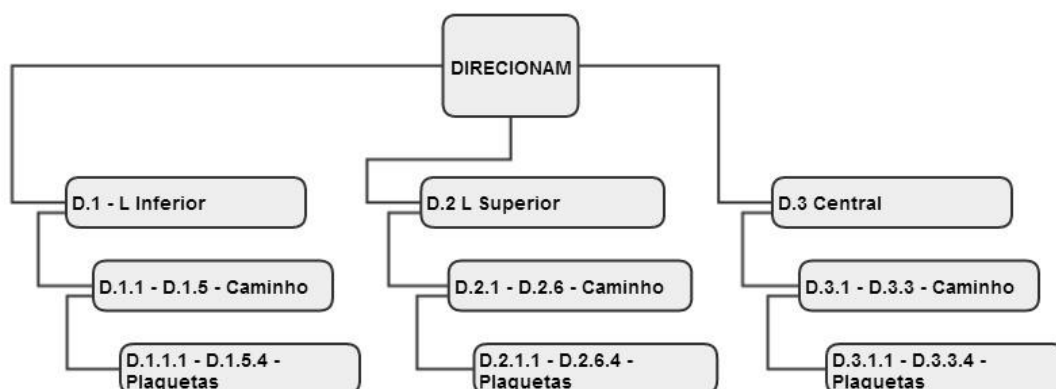 DIRECIONAM
D.1 - L Inferior
D.2 L Superior
D.3 Central
D.1.1 - D.1.5 - Caminho
D.2.1 - D.2.6 - Caminho
D.3.1 - D.3.3 - Caminho
D.1.1.1 - D.1.5.4 -
Plaquetas
D.2.1.1 - D.2.6.4 -
Plaquetas
D.3.1.1 - D.3.3.4 -
Plaquetas